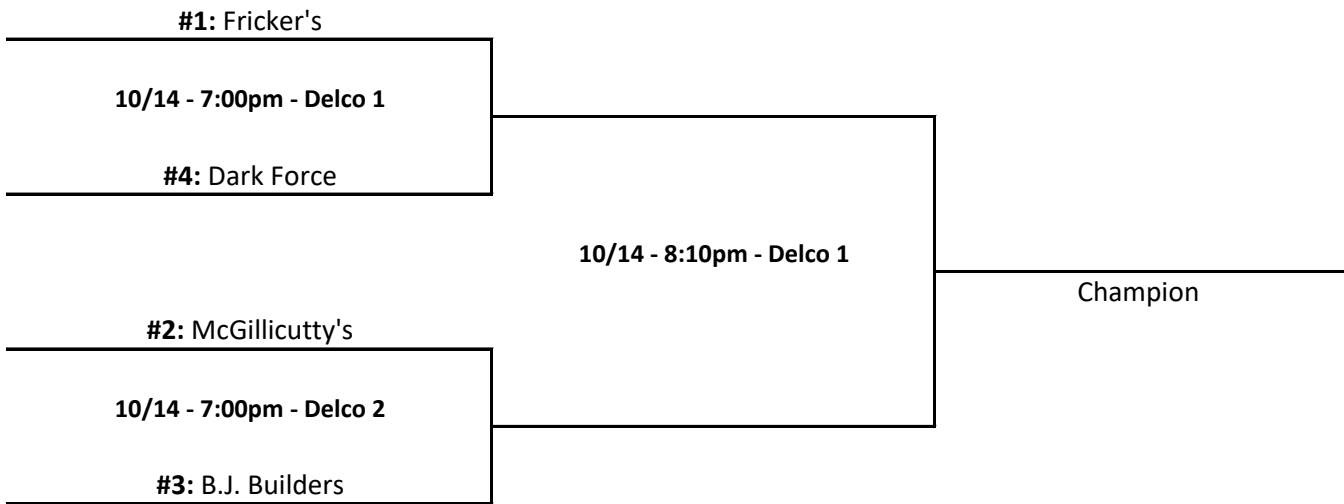 #1: Fricker's
10/14 - 7:00pm - Delco 1
#4: Dark Force
10/14 - 8:10pm - Delco 1
Champion
#2: McGillicutty's
10/14 - 7:00pm - Delco 2
#3: B.J. Builders